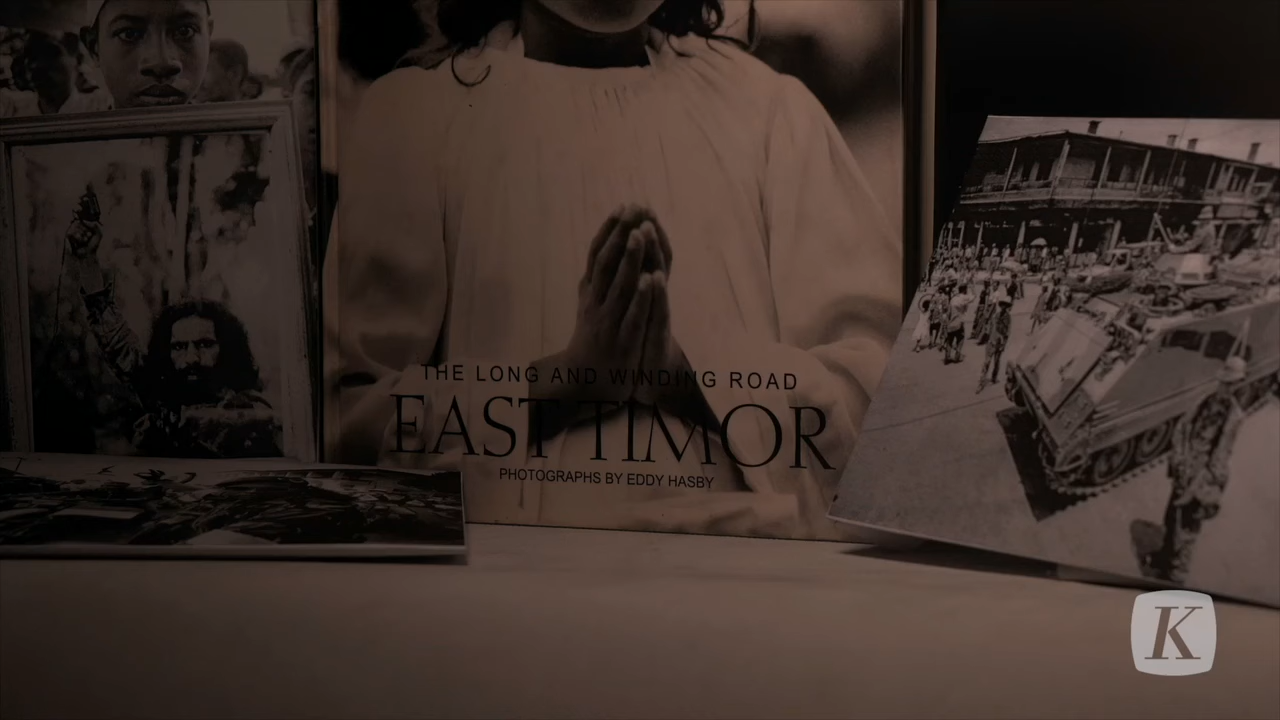 THE LONG AND WINDING ROAD
EAST TIMOR
PHOTOGRAPHS BY EDDY HASBY
K